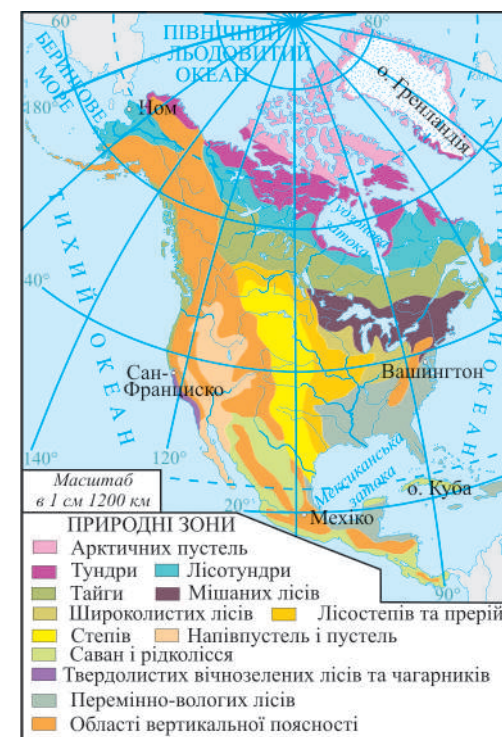 ПІВНІЧНИЙ
ЛЬОДОВИТИЙ
ОКЕАН
80°
БЕРИНГОВЕ
МОРЕ
180°
Ном
о. Гренландія
АТЛАНТИЧНИЙ ОКЕАН
Гудзонова
затока
ТИХИЙ ОКЕАН
40°
40°
Сан-
Франциско
Вашингтон
140°
120°
Мексиканська
затока
о. Куба
20°
Мехіко
90°
Масштаб
в 1 см 1200 км
ПРИРОДНІ ЗОНИ
Арктичних пустель
Тундри
Лісотундри
Тайги
Мішаних лісів
Широколистих лісів
Лісостепів та прерій
Степів
Напівпустель і пустель
Саван і рідколісся
Твердолистих вічнозелених лісів та чагарників
Перемінно-вологих лісів
Області вертикальної поясності